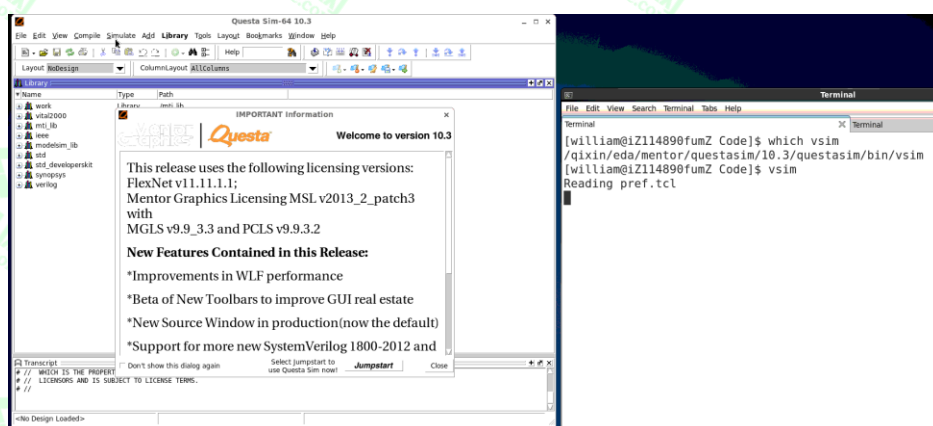 Questa Sim-64 10.3
File Edit View Compile Simulate Add Library Tools Layout Bookmarks Window Help
Help
Layout NoDesign
ColumnLayout AllColumns
Library
Name Type Path
work Library /mti_lib
vital2000
mti_lib
ieee
modelsim_lib
std
std_developerskit
synopsys
verilog
IMPORTANT Information
Questa Welcome to version 10.3
This release uses the following licensing versions:
FlexNet v11.11.1.1;
Mentor Graphics Licensing MSL v2013_2_patch3
with
MGLS v9.9_3.3 and PCLS v9.9.3.2
New Features Contained in this Release:
*Improvements in WLF performance
*Beta of New Toolbars to improve GUI real estate
*New Source Window in production(now the default)
*Support for more new SystemVerilog 1800-2012 and
Don't show this dialog again
Select Jumpstart to
use Questa Sim now!
Jumpstart
Close
Transcript
# // WHICH IS THE PROPERT
# // LICENSORS AND IS SUBJECT TO LICENSE TERMS.
# //
<No Design Loaded>
Terminal
File Edit View Search Terminal Tabs Help
Terminal
Terminal
[william@iZ114890fumZ Code]$ which vsim
/qixin/eda/mentor/questasim/10.3/questasim/bin/vsim
[william@iZ114890fumZ Code]$ vsim
Reading pref.tcl